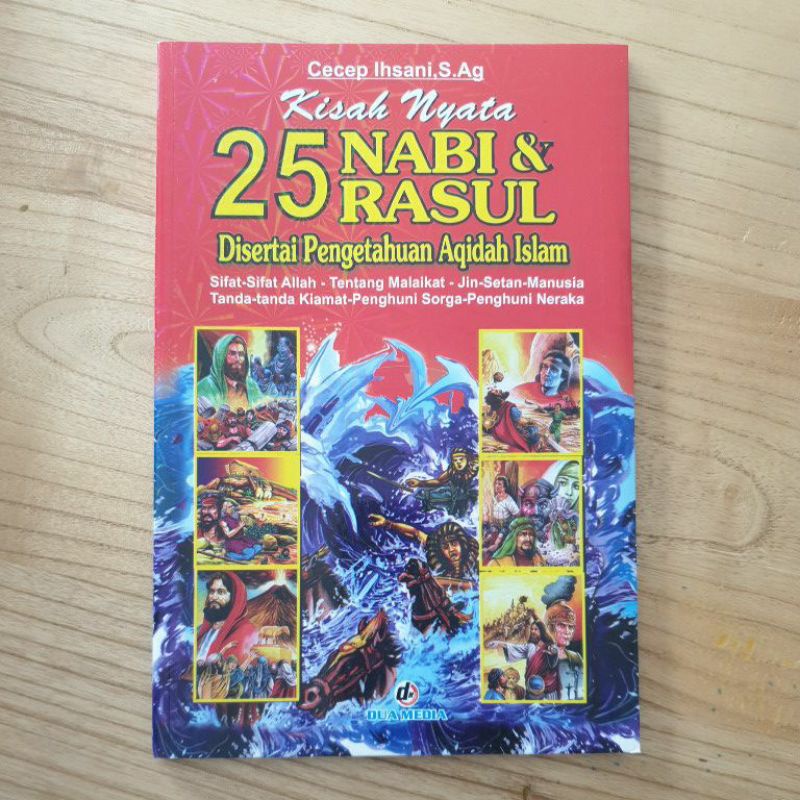 Cecep Ihsani,S.Ag
Kisah Nyata
25 NABI &
RASUL
Disertai Pengetahuan Aqidah Islam
Sifat-Sifat Allah - Tentang Malaikat - Jin-Setan-Manusia
Tanda-tanda Kiamat-Penghuni Sorga-Penghuni Neraka
d
DUA MEDIA